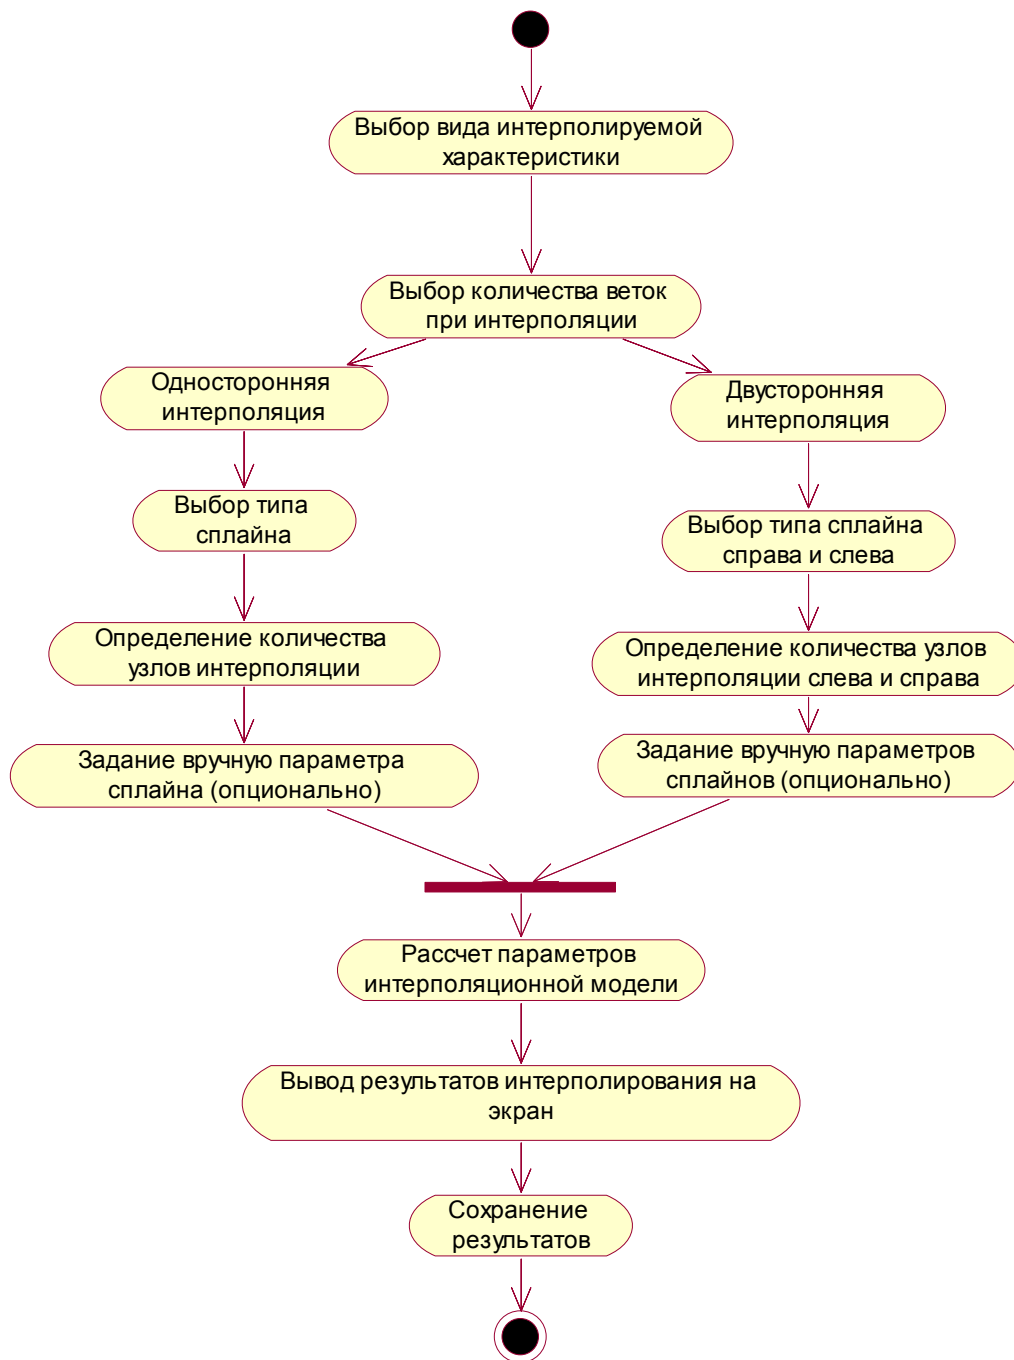 Выбор вида интерполируемой
характеристики
Выбор количества веток
при интерполяции
Односторонняя
интерполяция
Выбор типа
сплайна
Определение количества
узлов интерполяции
Задание вручную параметра
сплайна (опционально)
Двусторонняя
интерполяция
Выбор типа сплайна
справа и слева
Определение количества узлов
интерполяции слева и справа
Задание вручную параметров
сплайнов (опционально)
Рассчет параметров
интерполяционной модели
Вывод результатов интерполирования на
экран
Сохранение
результатов